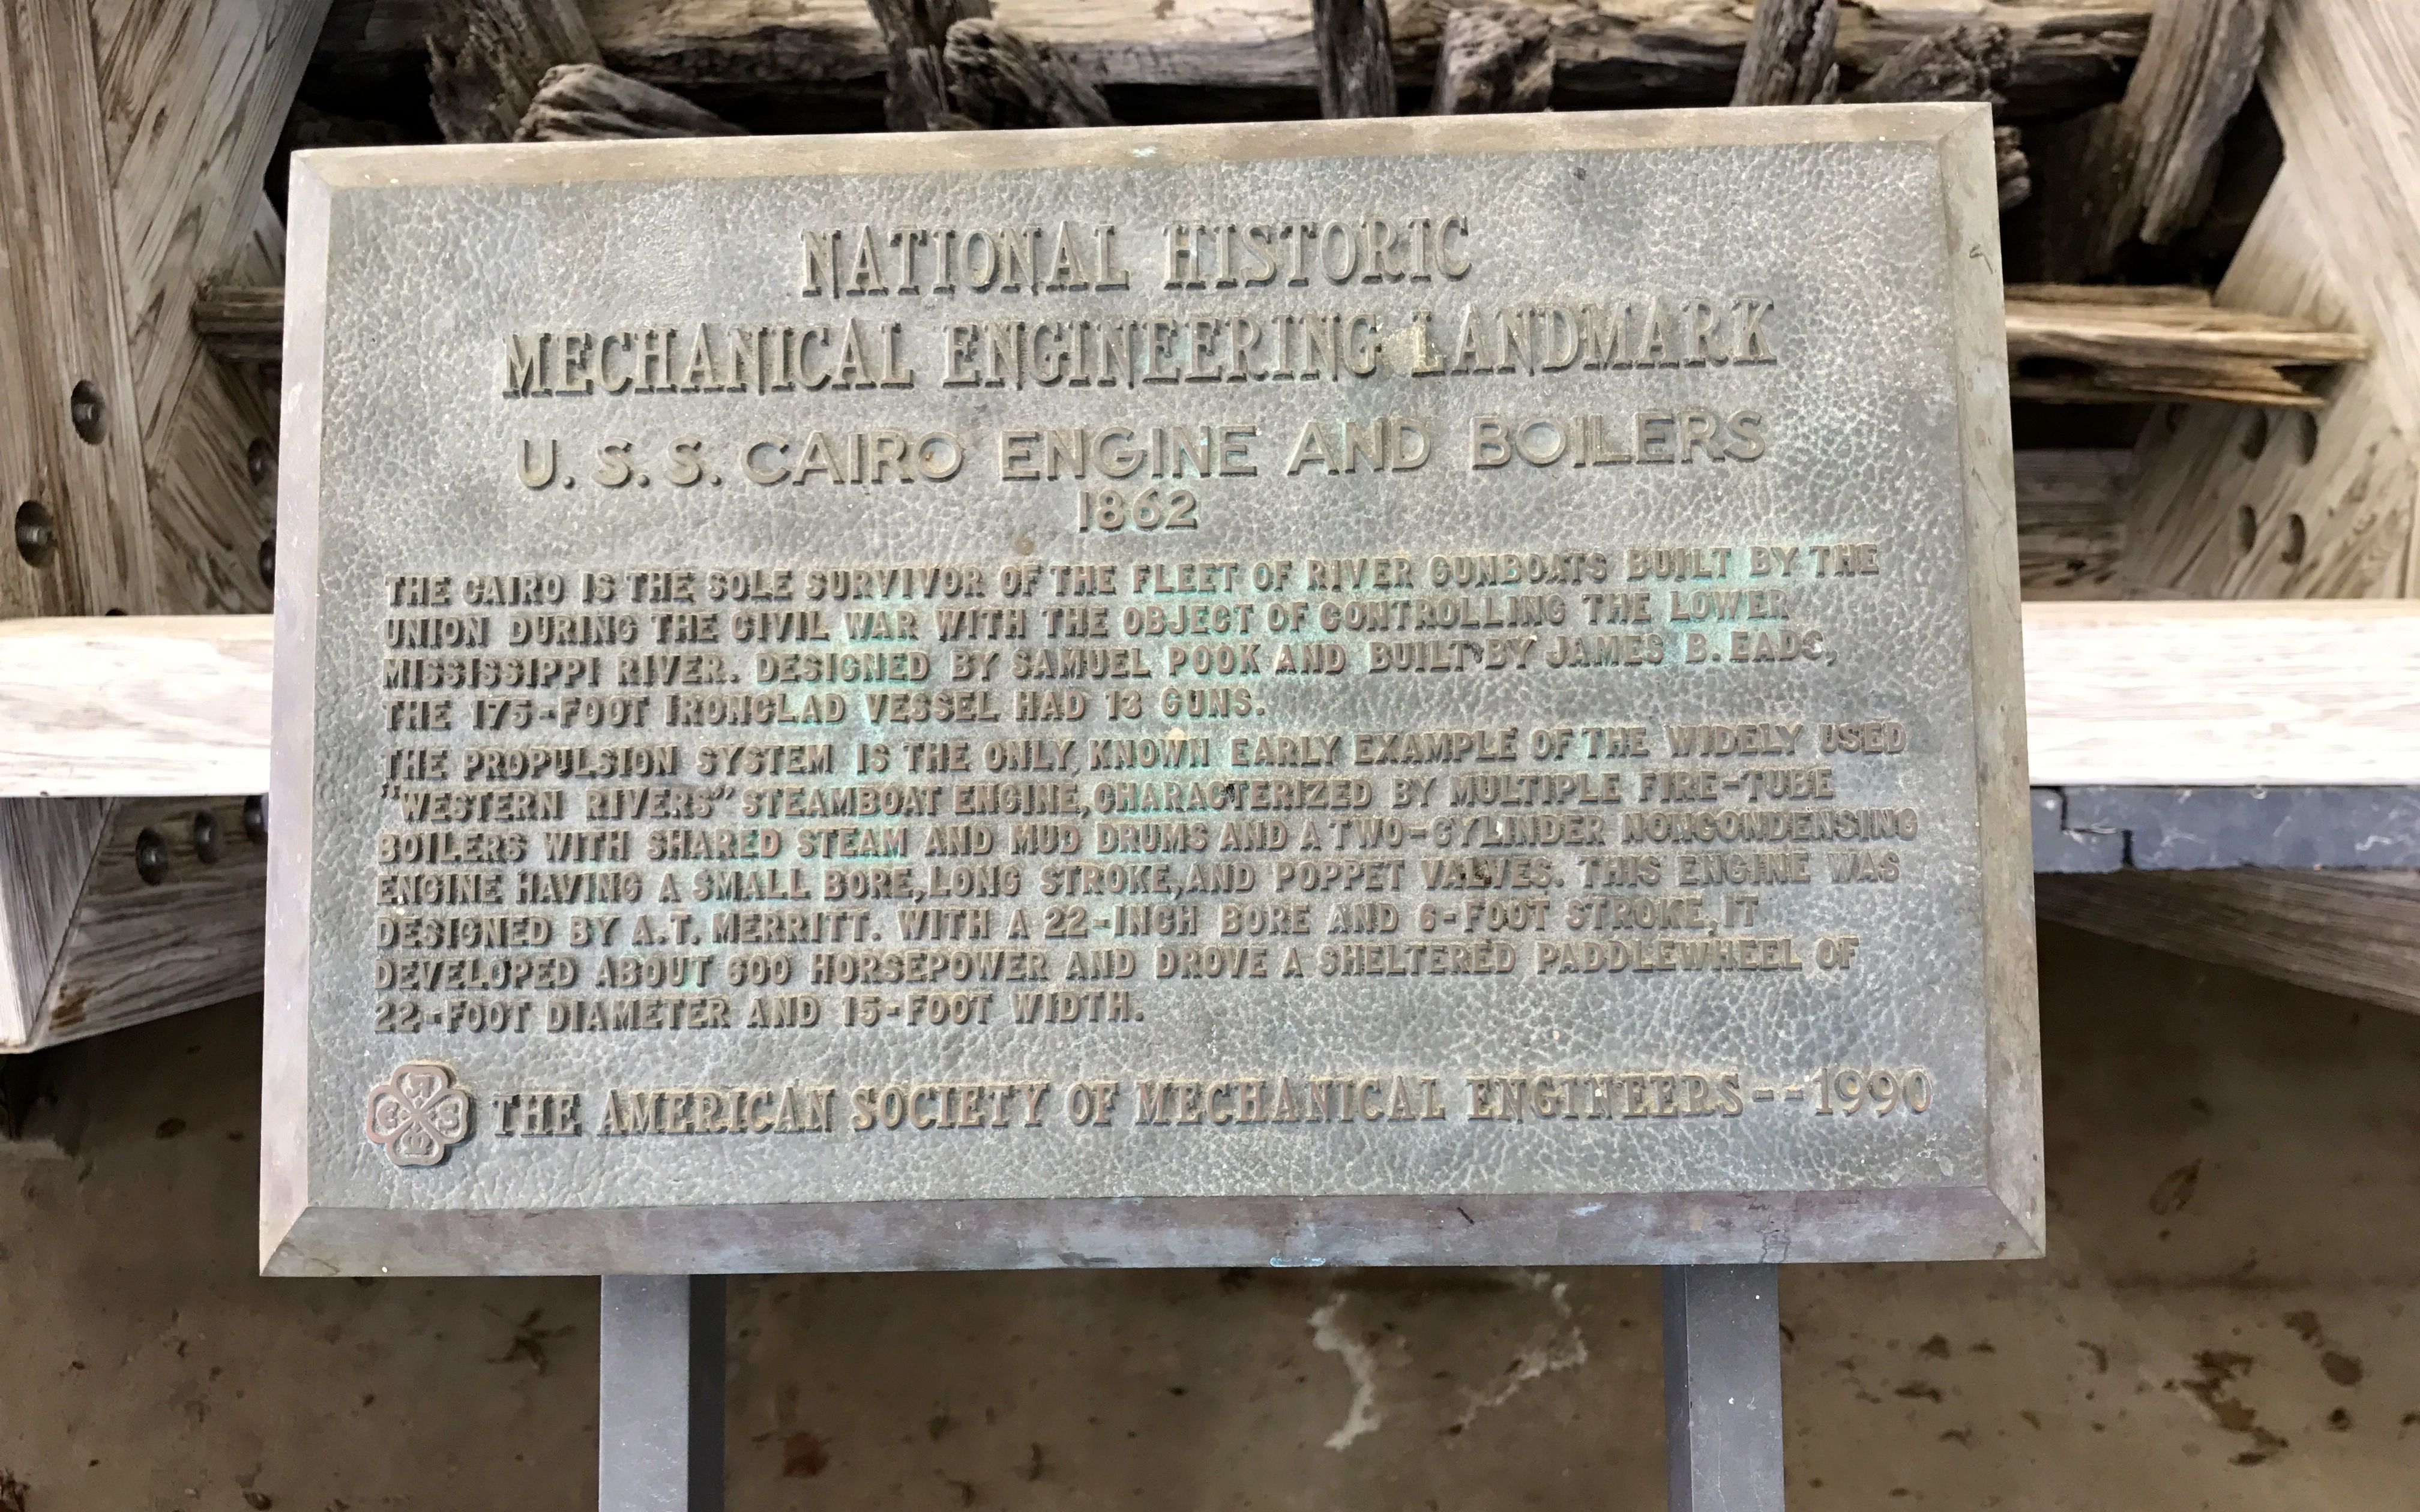 NATIONAL HISTORIC
MECHANICAL ENGINEERING LANDMARK
U. S. S. CAIRO ENGINE AND BOILERS
1862
THE CAIRO IS THE SOLE SURVIVOR OF THE FLEET OF RIVER GUNBOATS BUILT BY THE
UNION DURING THE CIVIL WAR WITH THE OBJECT OF CONTROLLING THE LOWER
MISSISSIPPI RIVER. DESIGNED BY SAMUEL POOK AND BUILT BY JAMES B. EADS,
THE 175-FOOT IRONCLAD VESSEL HAD 13 GUNS.
THE PROPULSION SYSTEM IS THE ONLY KNOWN EARLY EXAMPLE OF THE WIDELY USED
"WESTERN RIVERS" STEAMBOAT ENGINE, CHARACTERIZED BY MULTIPLE FIRE-TUBE
BOILERS WITH SHARED STEAM AND MUD DRUMS AND A TWO-CYLINDER NONCONDENSING
ENGINE HAVING A SMALL BORE, LONG STROKE, AND POPPET VALVES. THIS ENGINE WAS
DESIGNED BY A.T. MERRITT. WITH A 22-INCH BORE AND 6-FOOT STROKE, IT
DEVELOPED ABOUT 600 HORSEPOWER AND DROVE A SHELTERED PADDLEWHEEL OF
22-FOOT DIAMETER AND 15-FOOT WIDTH.
A S M E THE AMERICAN SOCIETY OF MECHANICAL ENGINEERS--1990